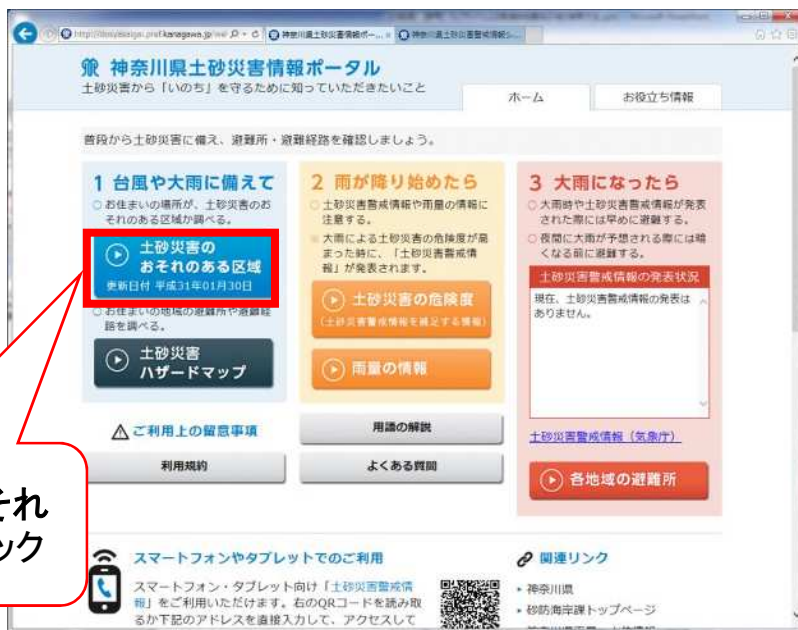 神奈川県土砂災害情報ポータル
土砂災害から「いのち」を守るために知っていただきたいこと
ホーム
お役立ち情報
普段から土砂災害に備え、避難所・避難経路を確認しましょう。
1 台風や大雨に備えて
○お住まいの場所が、土砂災害のお
それのある区域か調べる。
土砂災害の
おそれのある区域
更新日付 平成31年01月30日
○お住まいの地域の避難所や避難経
路を調べる。
土砂災害
ハザードマップ
2 雨が降り始めたら
○土砂災害警戒情報や雨量の情報に
注意する。
大雨による土砂災害の危険度が高
まった時に、「土砂災害警戒情
報」が発表されます。
土砂災害の危険度
(土砂災害警戒情報を補足する情報)
雨量の情報
3 大雨になったら
○大雨時や土砂災害警戒情報が発表
された際には早めに避難する。
○夜間に大雨が予想される際には暗
くなる前に避難する。
土砂災害警戒情報の発表状況
現在、土砂災害警戒情報の発表は
ありません。
土砂災害警戒情報(気象庁)
各地域の避難所
ご利用上の留意事項
用語の解説
利用規約
よくある質問
それ
ック
スマートフォンやタブレットでのご利用
スマートフォン・タブレット向け「土砂災害警戒情
報」をご利用いただけます。右のQRコードを読み取
るか下記のアドレスを直接入力して、アクセスして
関連リンク
神奈川県
砂防海岸課トップページ